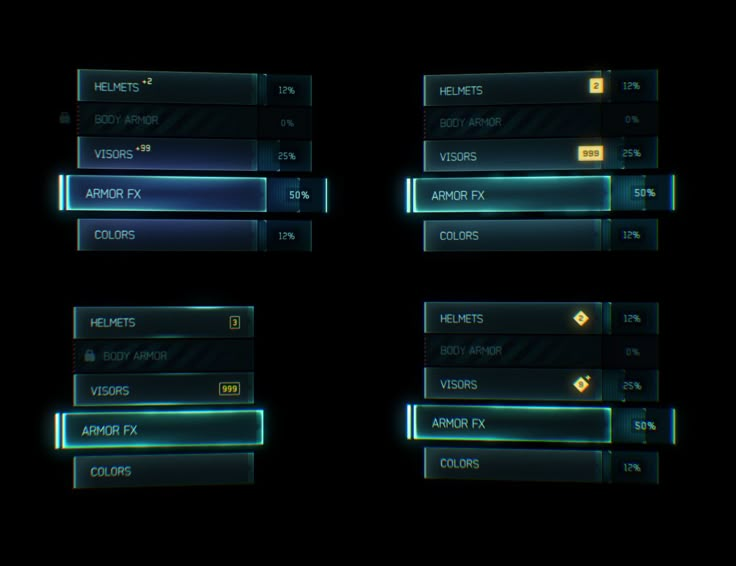 HELMETS +2 12%
BODY ARMOR 0%
VISORS +99 25%
ARMOR FX 50%
COLORS 12%
HELMETS 2 12%
BODY ARMOR 0%
VISORS 999 25%
ARMOR FX 50%
COLORS 12%
HELMETS 3
BODY ARMOR
VISORS 999
ARMOR FX
COLORS
HELMETS 2 12%
BODY ARMOR 0%
VISORS 9+ 25%
ARMOR FX 50%
COLORS 12%